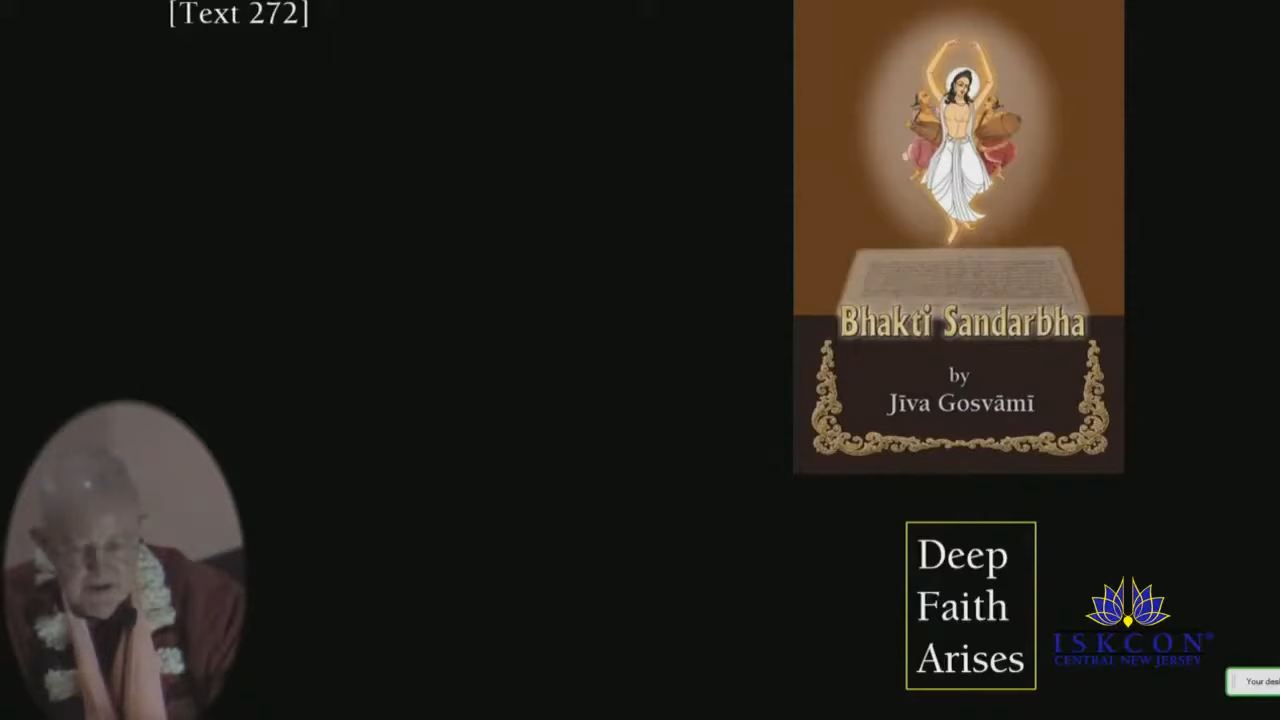 [Text 272]
Bhakti Sandarbha
by
Jīva Gosvāmī
Deep
Faith
Arises
ISKCON®
CENTRAL NEW JERSEY